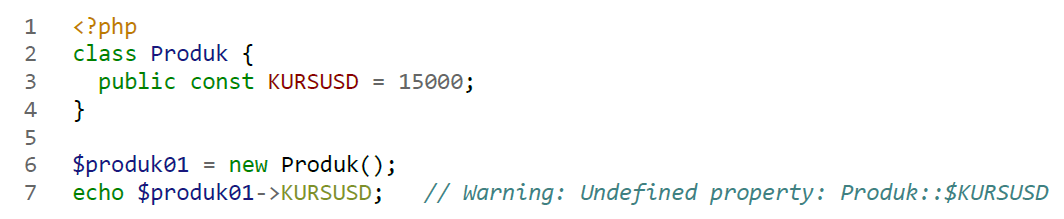 1 <?php
2 class Produk {
3   public const KURSUSD = 15000;
4 }
5
6 $produk01 = new Produk();
7 echo $produk01->KURSUSD;   // Warning: Undefined property: Produk::$KURSUSD